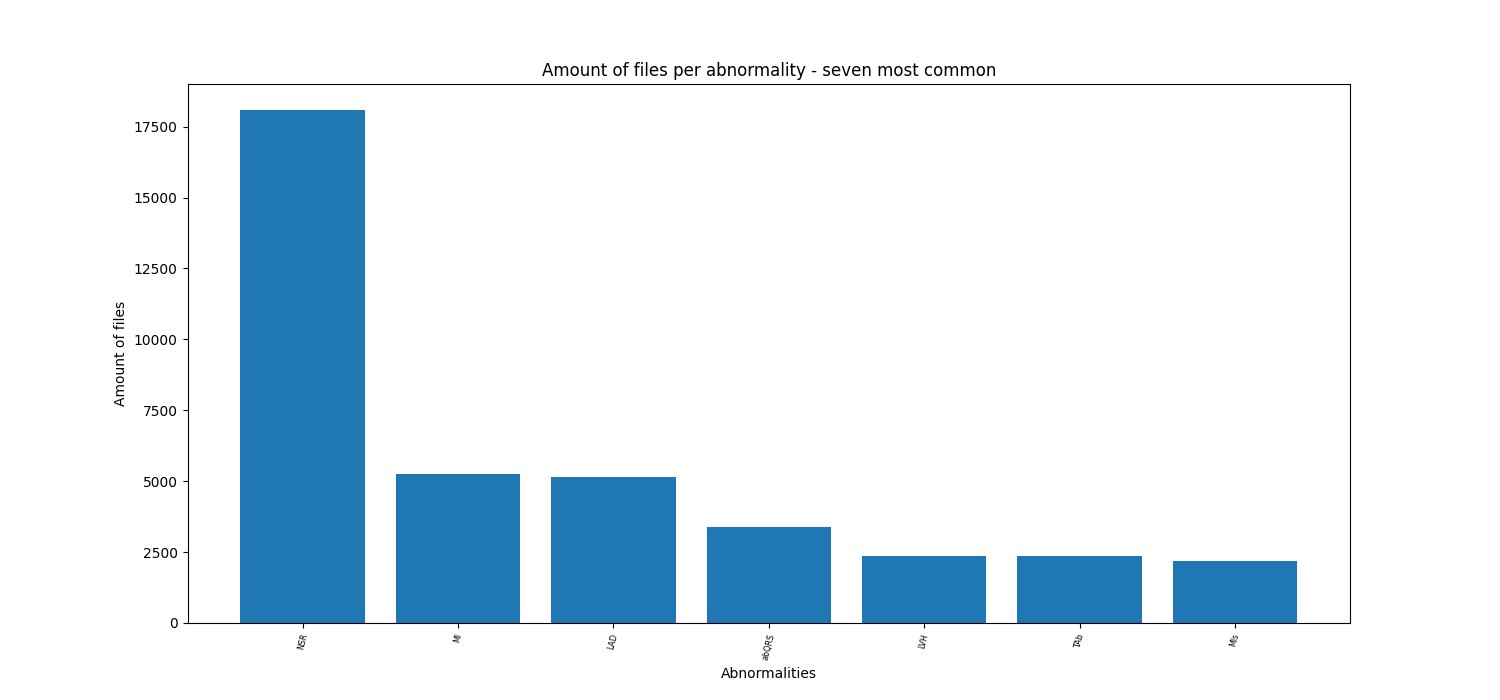 Amount of files per abnormality - seven most common
17500
15000
12500
10000
7500
5000
2500
0
Amount of files
NSR
MI
LAD
abQRS
LVH
TAb
MIs
Abnormalities